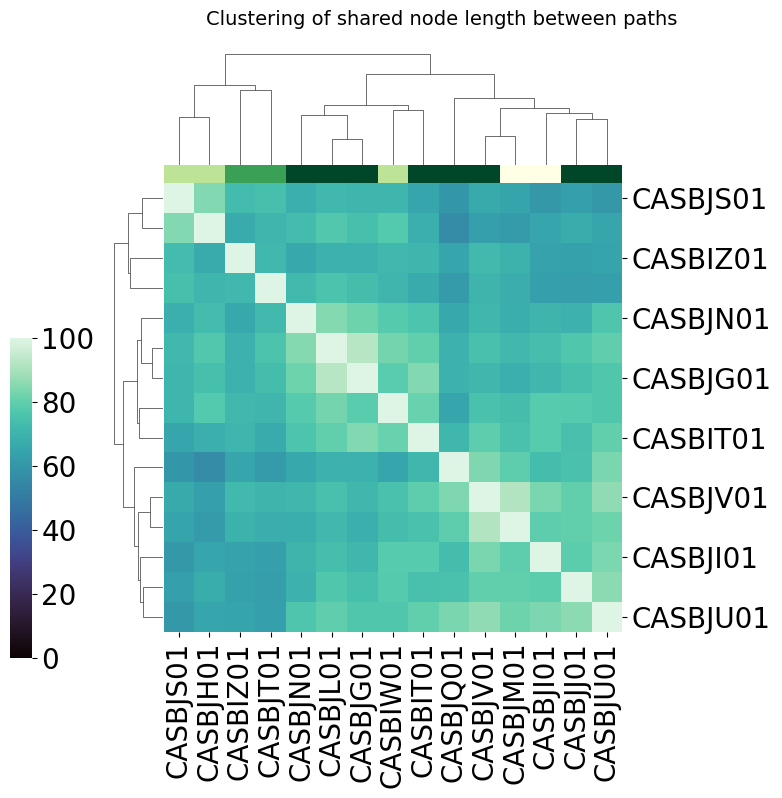 Clustering of shared node length between paths
CASBJS01
CASBIZ01
CASBJN01
CASBJG01
CASBIT01
CASBJV01
CASBJI01
CASBJU01
100
80
60
40
20
0
CASBJS01
CASBJH01
CASBIZ01
CASBJT01
CASBJN01
CASBJL01
CASBJG01
CASBIW01
CASBIT01
CASBJQ01
CASBJV01
CASBJM01
CASBJI01
CASBJJ01
CASBJU01